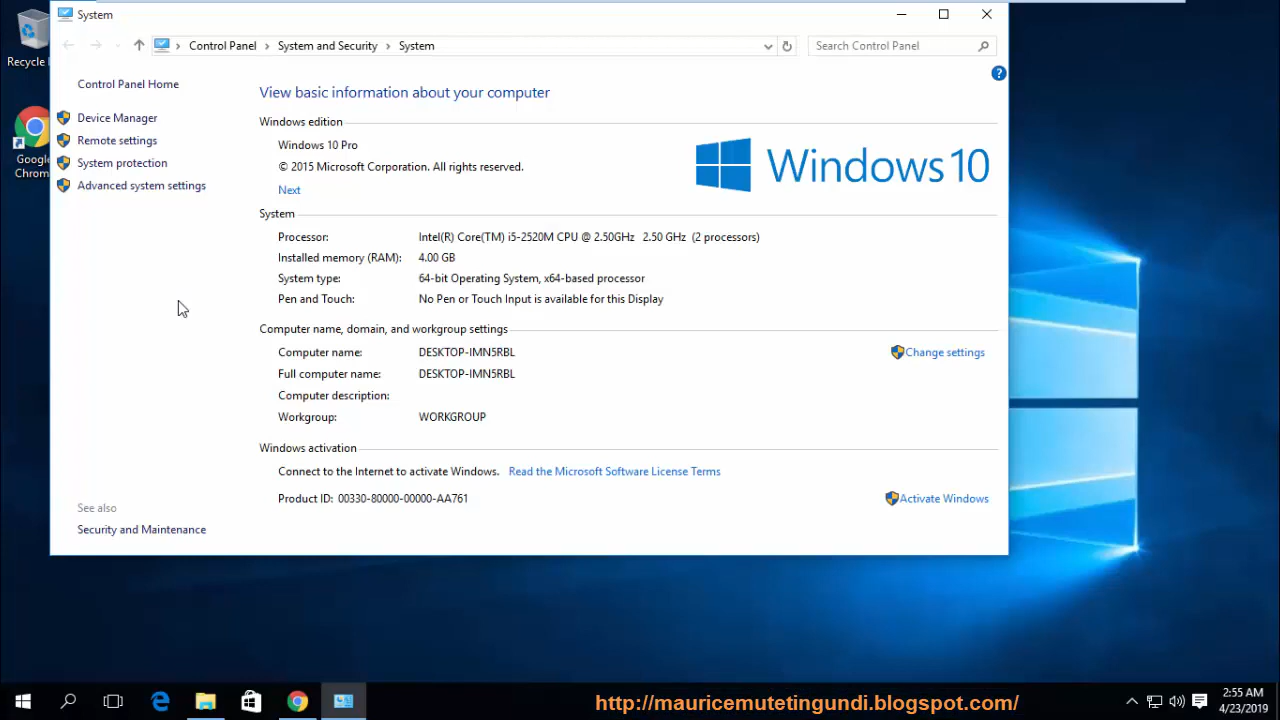 Recycle
Google
Chrom
System
Control Panel > System and Security > System
Search Control Panel
?
Control Panel Home
Device Manager
Remote settings
System protection
Advanced system settings
See also
Security and Maintenance
View basic information about your computer
Windows edition
Windows 10 Pro
© 2015 Microsoft Corporation. All rights reserved.
Next
Windows 10
System
Processor: Intel(R) Core(TM) i5-2520M CPU @ 2.50GHz 2.50 GHz (2 processors)
Installed memory (RAM): 4.00 GB
System type: 64-bit Operating System, x64-based processor
Pen and Touch: No Pen or Touch Input is available for this Display
Computer name, domain, and workgroup settings
Computer name: DESKTOP-IMN5RBL
Change settings
Full computer name: DESKTOP-IMN5RBL
Computer description:
Workgroup: WORKGROUP
Windows activation
Connect to the Internet to activate Windows. Read the Microsoft Software License Terms
Product ID: 00330-80000-00000-AA761
Activate Windows
http://mauricemutetingundi.blogspot.com/
2:55 AM
4/23/2019